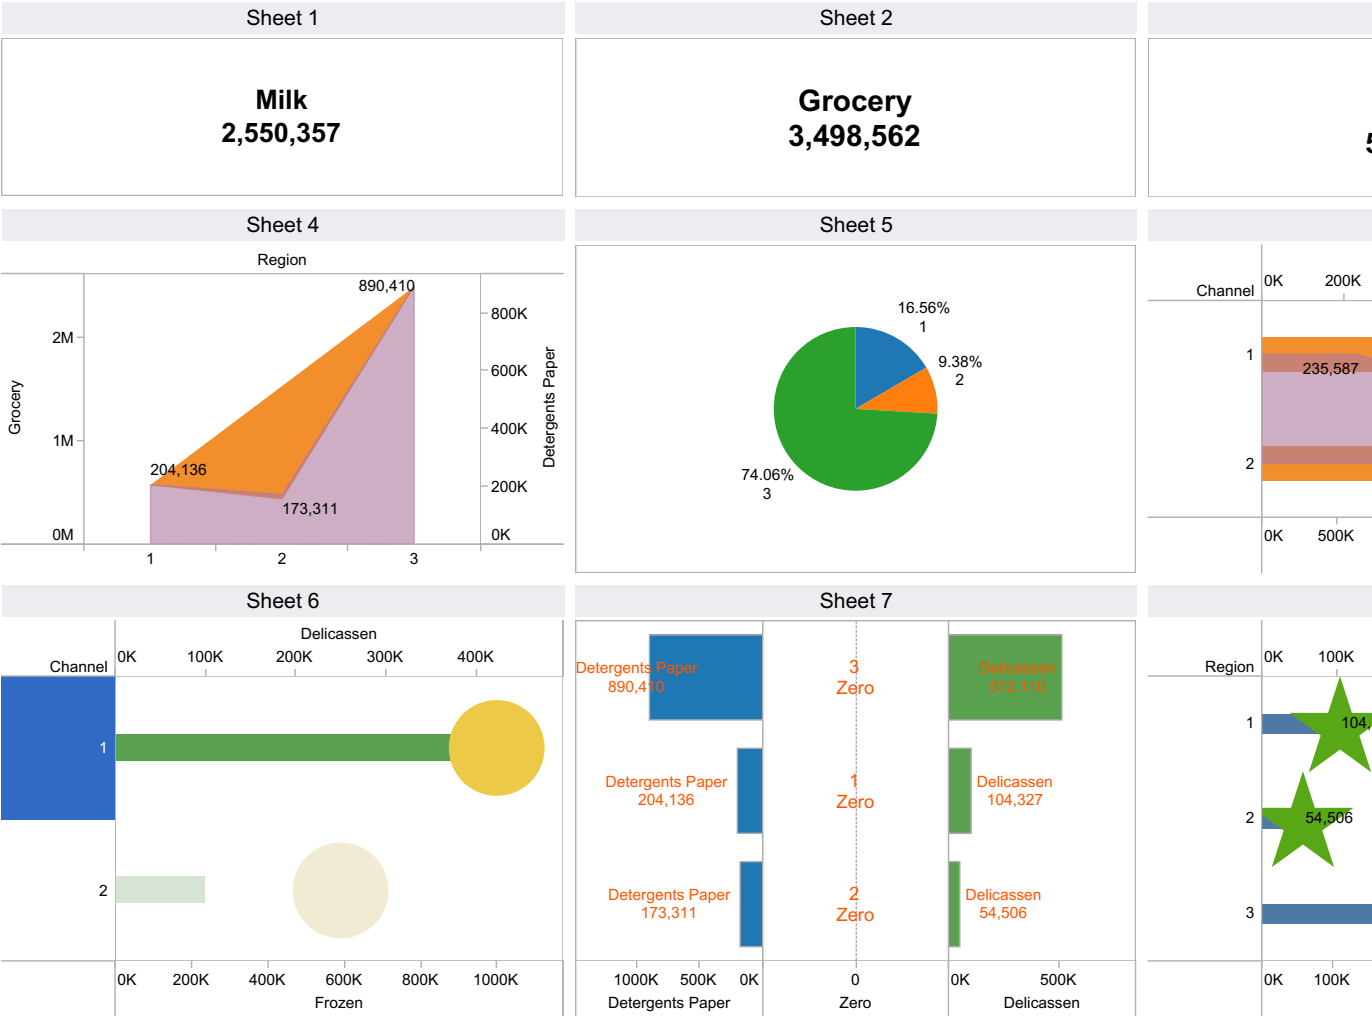 Sheet 1
Milk
2,550,357
Sheet 2
Grocery
3,498,562
5
Sheet 4
Region
Grocery
2M
1M
0M
890,410
204,136
173,311
800K
600K
400K
200K
0K
Detergents Paper
1
2
3
Sheet 5
16.56%
1
9.38%
2
74.06%
3
Channel
0K
200K
1
235,587
2
0K
500K
Sheet 6
Delicassen
Channel
0K
100K
200K
300K
400K
1
2
0K
200K
400K
600K
800K
1000K
Frozen
Sheet 7
Detergents Paper
890,410
3
Zero
Delicassen
512,110
Detergents Paper
204,136
1
Zero
Delicassen
104,327
Detergents Paper
173,311
2
Zero
Delicassen
54,506
1000K
500K
0K
0
0K
500K
Detergents Paper
Zero
Delicassen
Region
0K
100K
1
104,
2
54,506
3
0K
100K